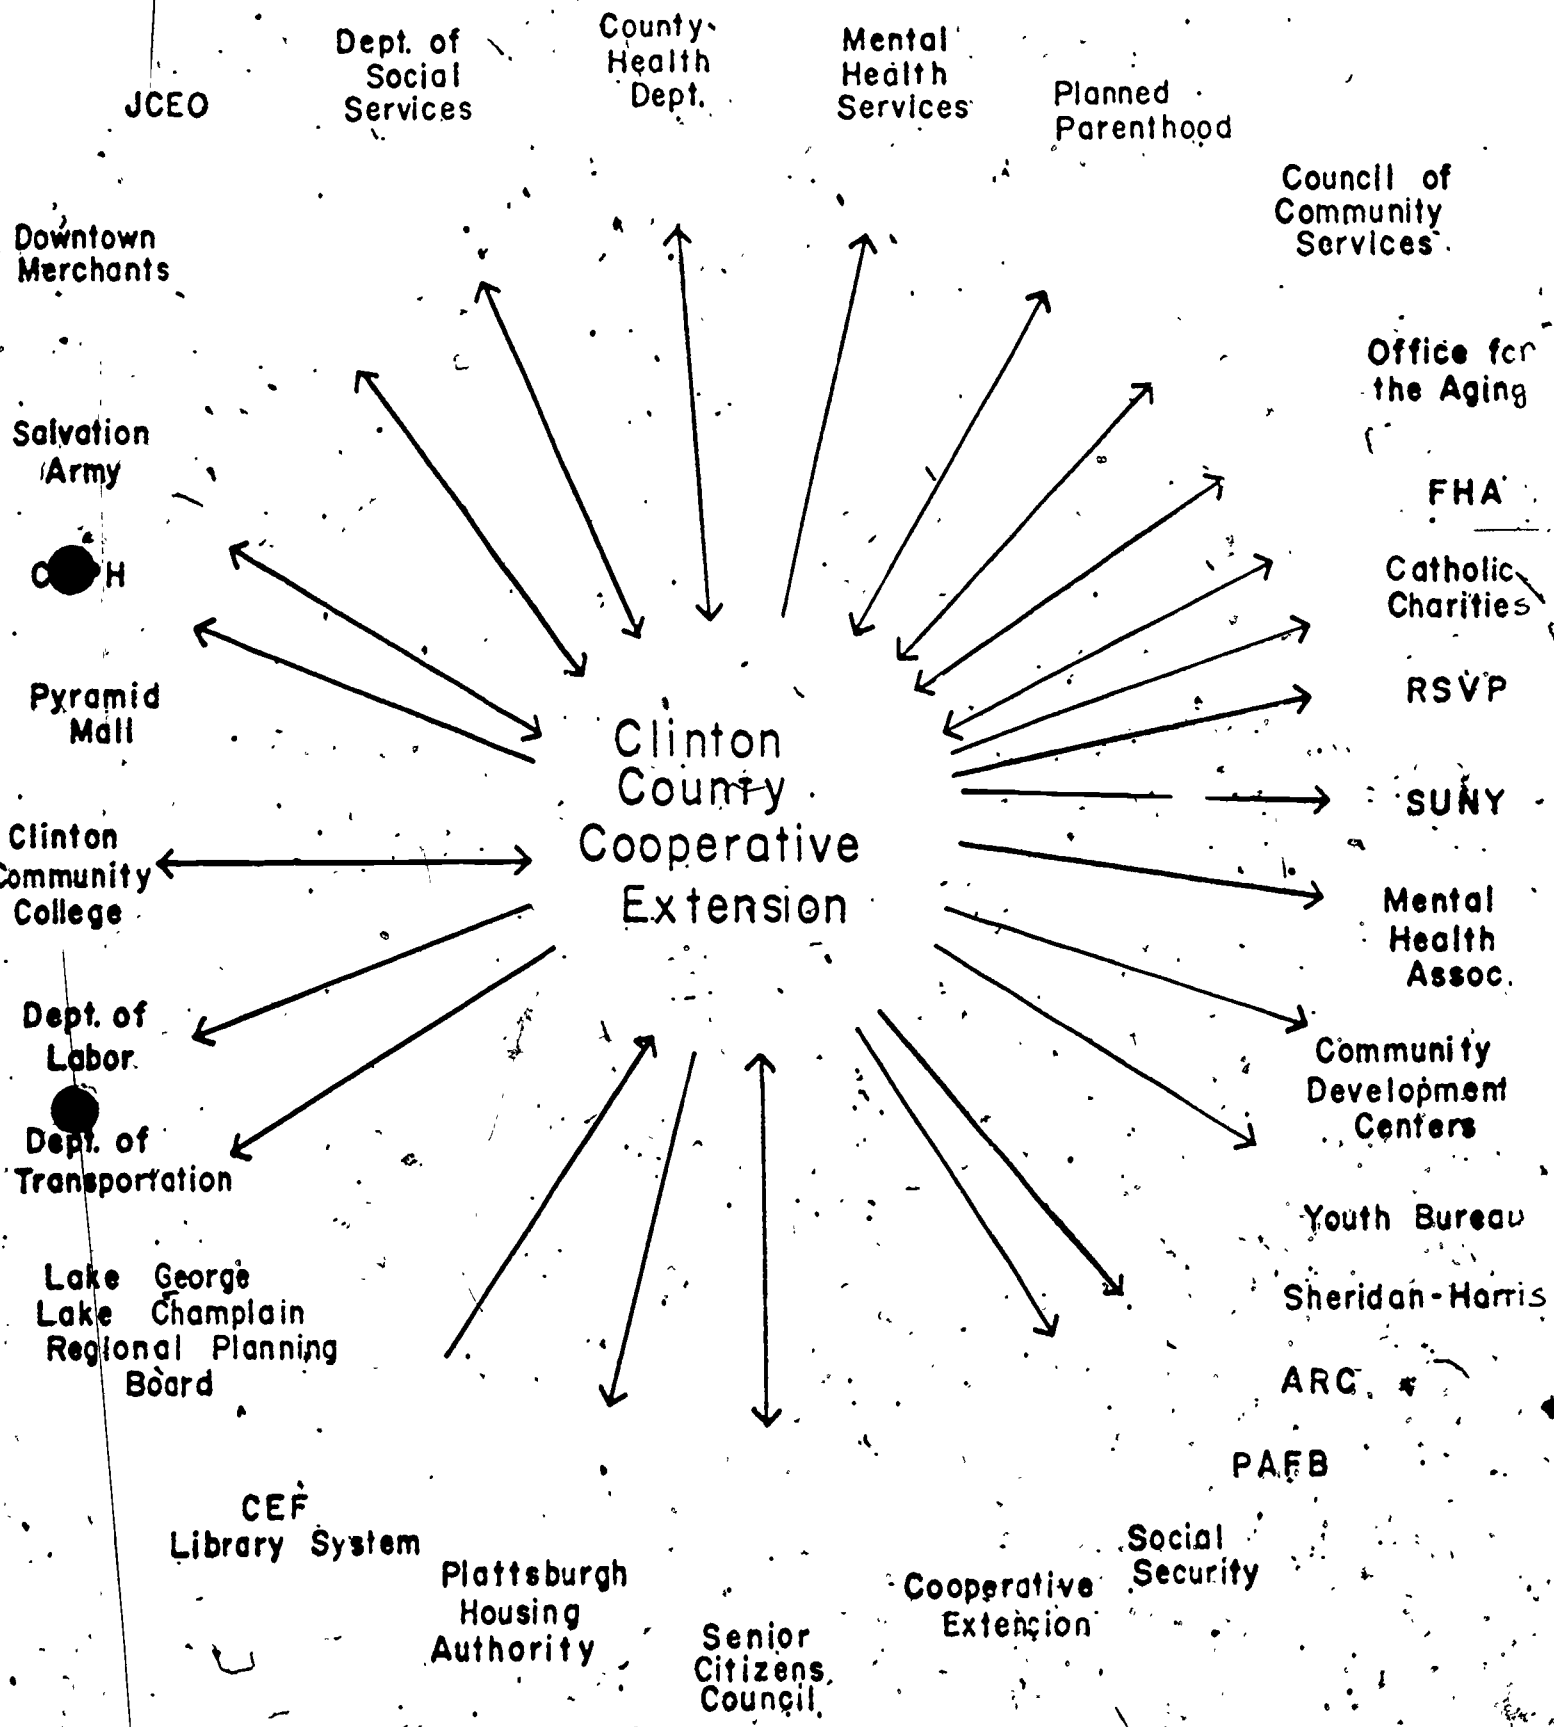 JCEO
Dept. of
Social
Services
County
Health
Dept.
Mental
Health
Services
Planned
Parenthood
Council of
Community
Services
Office for
the Aging
FHA
Catholic
Charities
RSVP
SUNY
Mental
Health
Assoc.
Community
Development
Centers
Youth Bureau
Sheridan-Harris
ARC
PAFB
Social
Security
Cooperative
Extension
Senior
Citizens
Council
Plattsburgh
Housing
Authority
CEF
Library System
Lake George
Lake Champlain
Regional Planning
Board
Dept. of
Transportation
Dept. of
Labor
Clinton
Community
College
Pyramid
Mall
Salvation
Army
Downtown
Merchants
Clinton
County
Cooperative
Extension